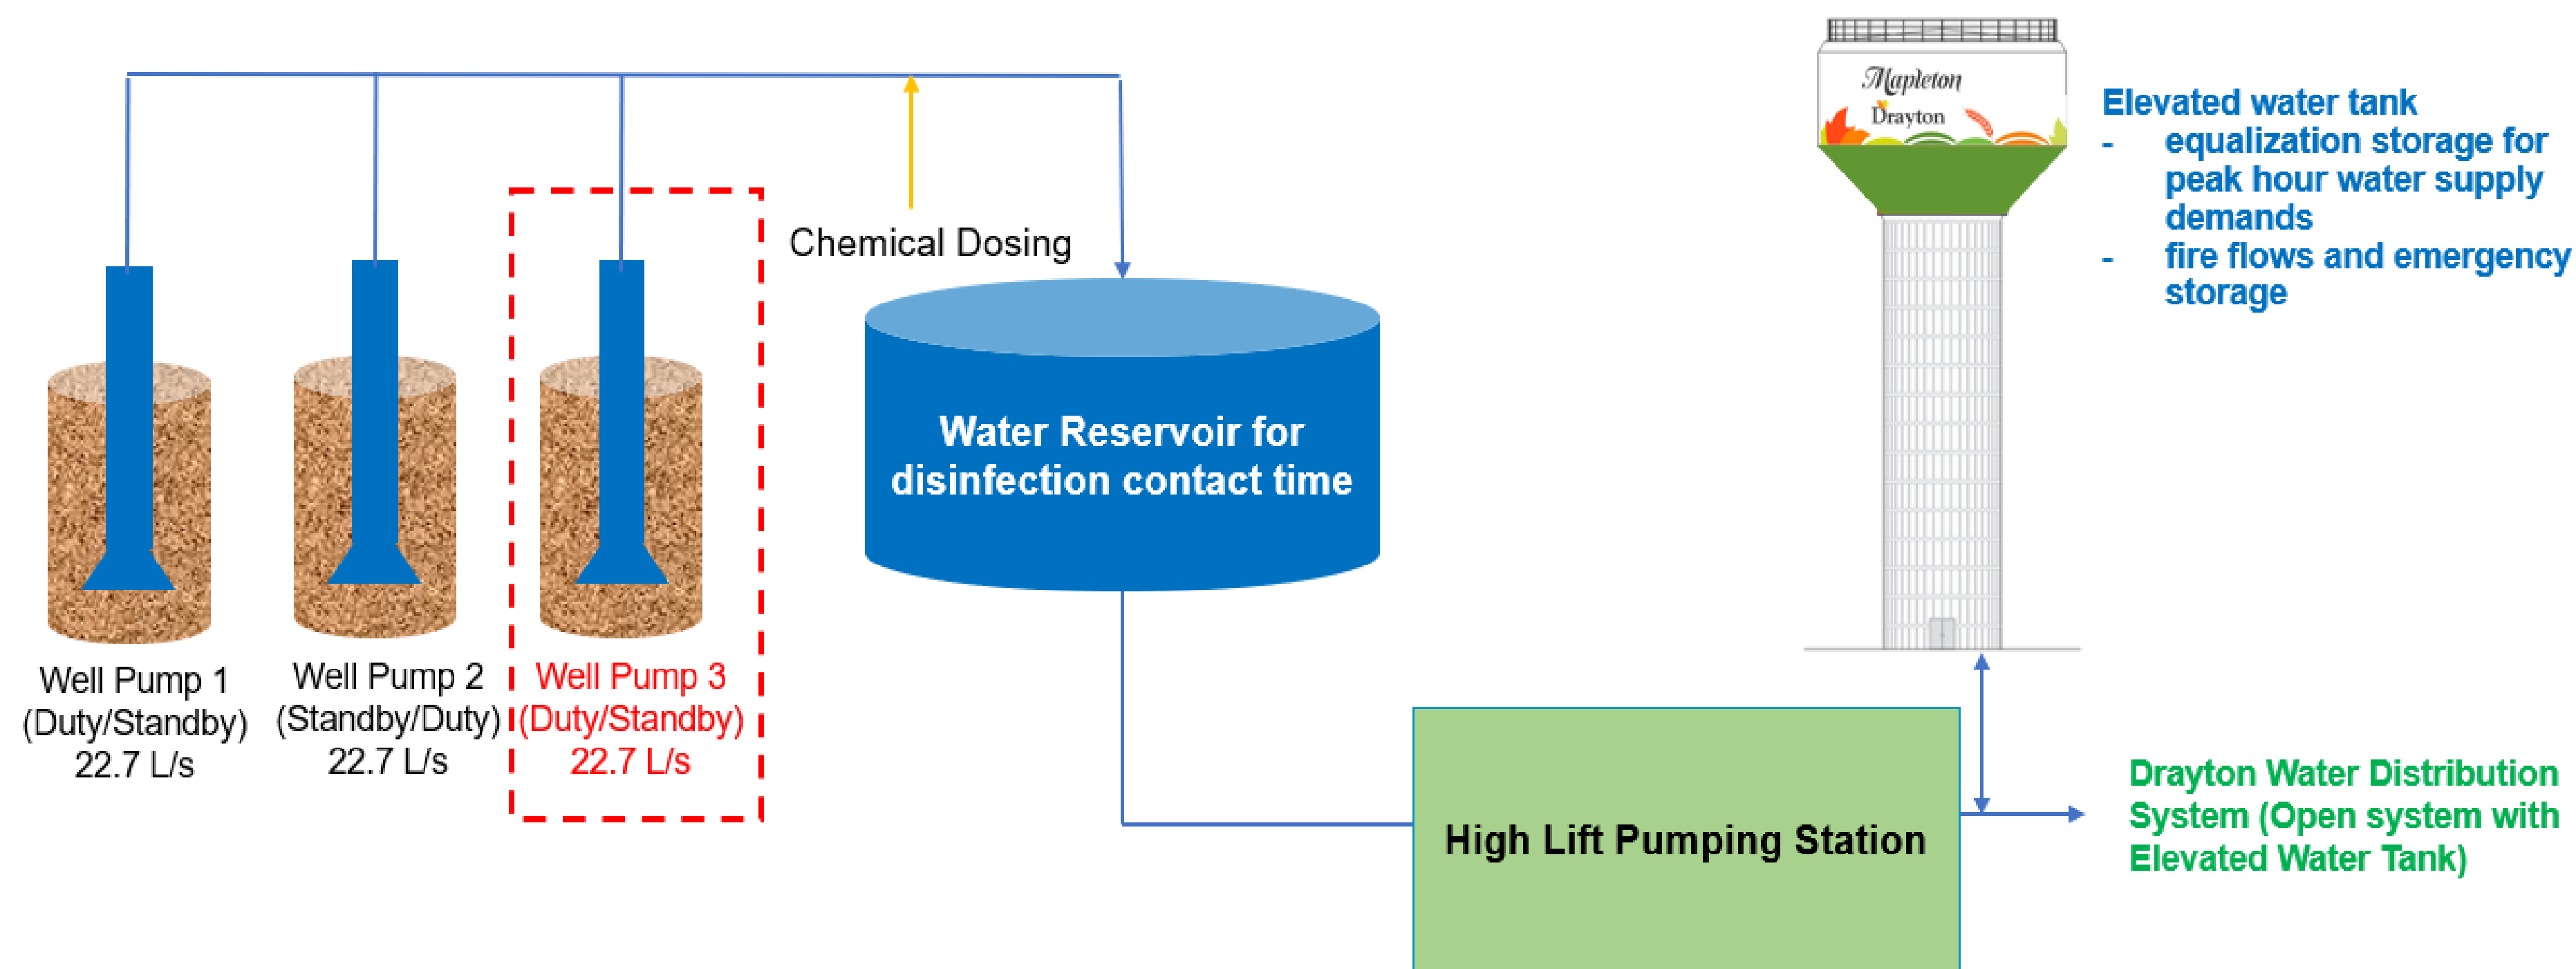 Mapleton
Drayton
Elevated water tank
- equalization storage for
peak hour water supply
demands
- fire flows and emergency
storage
Chemical Dosing
Water Reservoir for
disinfection contact time
Well Pump 1
(Duty/Standby)
22.7 L/s
Well Pump 2
(Standby/Duty)
22.7 L/s
Well Pump 3
(Duty/Standby)
22.7 L/s
High Lift Pumping Station
Drayton Water Distribution
System (Open system with
Elevated Water Tank)